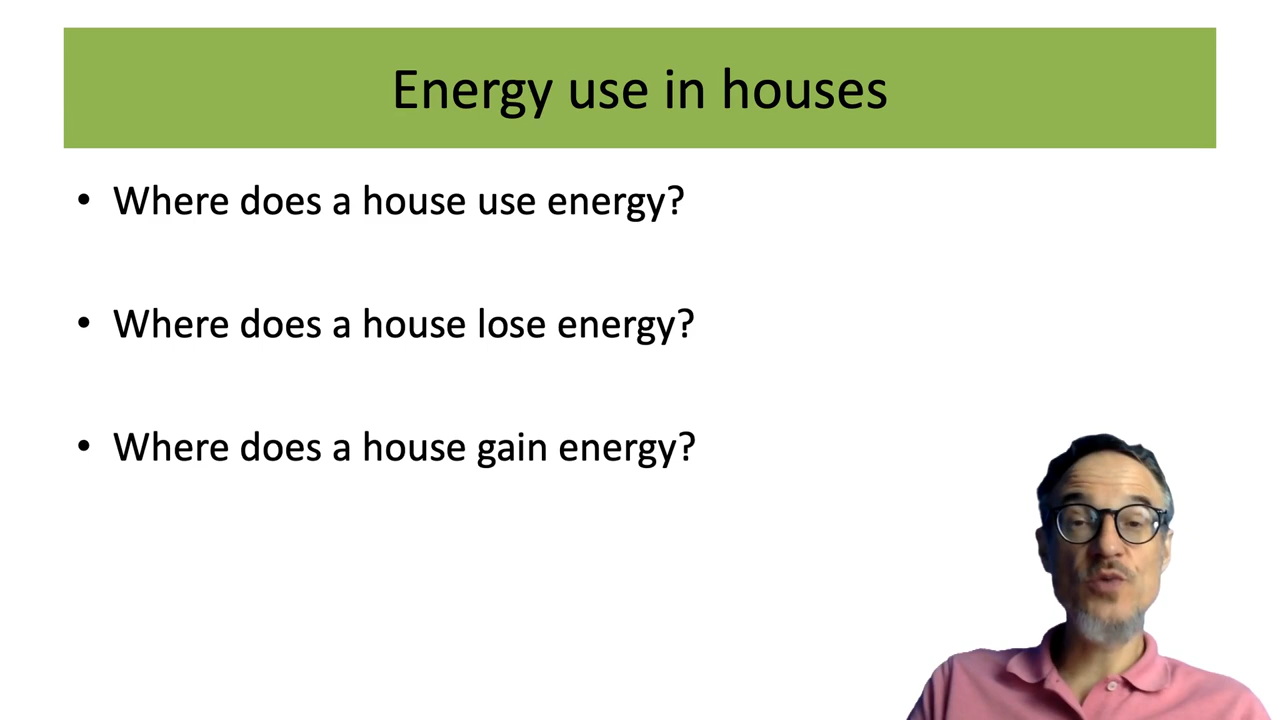 Energy use in houses
• Where does a house use energy?
• Where does a house lose energy?
• Where does a house gain energy?